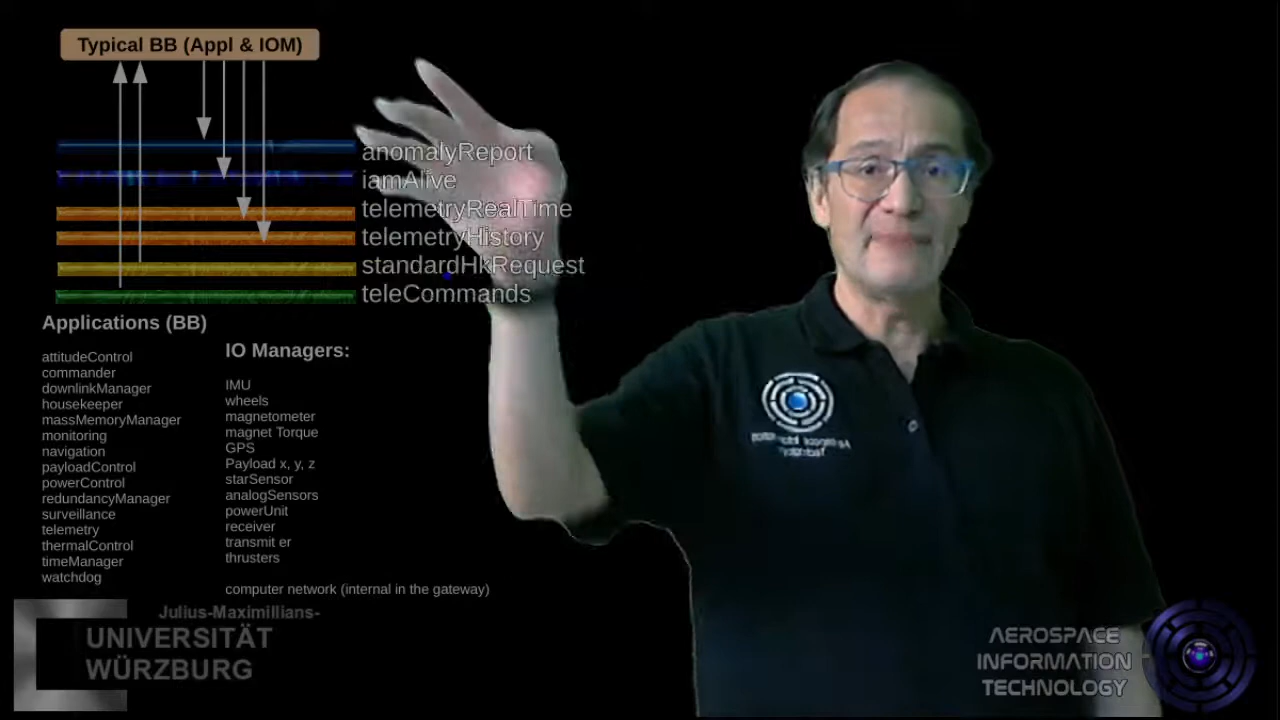 Typical BB (Appl & IOM)
anomalyReport
iamAlive
telemetryRealTime
telemetryHistory
standardHkRequest
teleCommands
Applications (BB)
attitudeControl
commander
downlinkManager
housekeeper
massMemoryManager
monitoring
navigation
payloadControl
powerControl
redundancyManager
surveillance
telemetry
thermalControl
timeManager
watchdog
IO Managers:
IMU
wheels
magnetometer
magnet Torque
GPS
Payload x, y, z
starSensor
analogSensors
powerUnit
receiver
transmit er
thrusters
computer network (internal in the gateway)
Julius-Maximillians-
UNIVERSITÄT
WÜRZBURG
AEROSPACE
INFORMATION
TECHNOLOGY